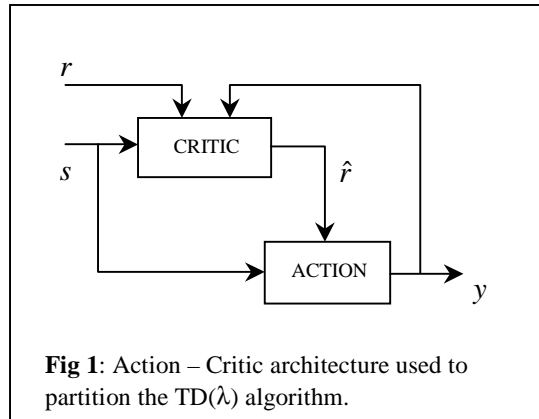 r
CRITIC
s
r̂
ACTION
y
Fig 1: Action – Critic architecture used to
partition the TD(λ) algorithm.